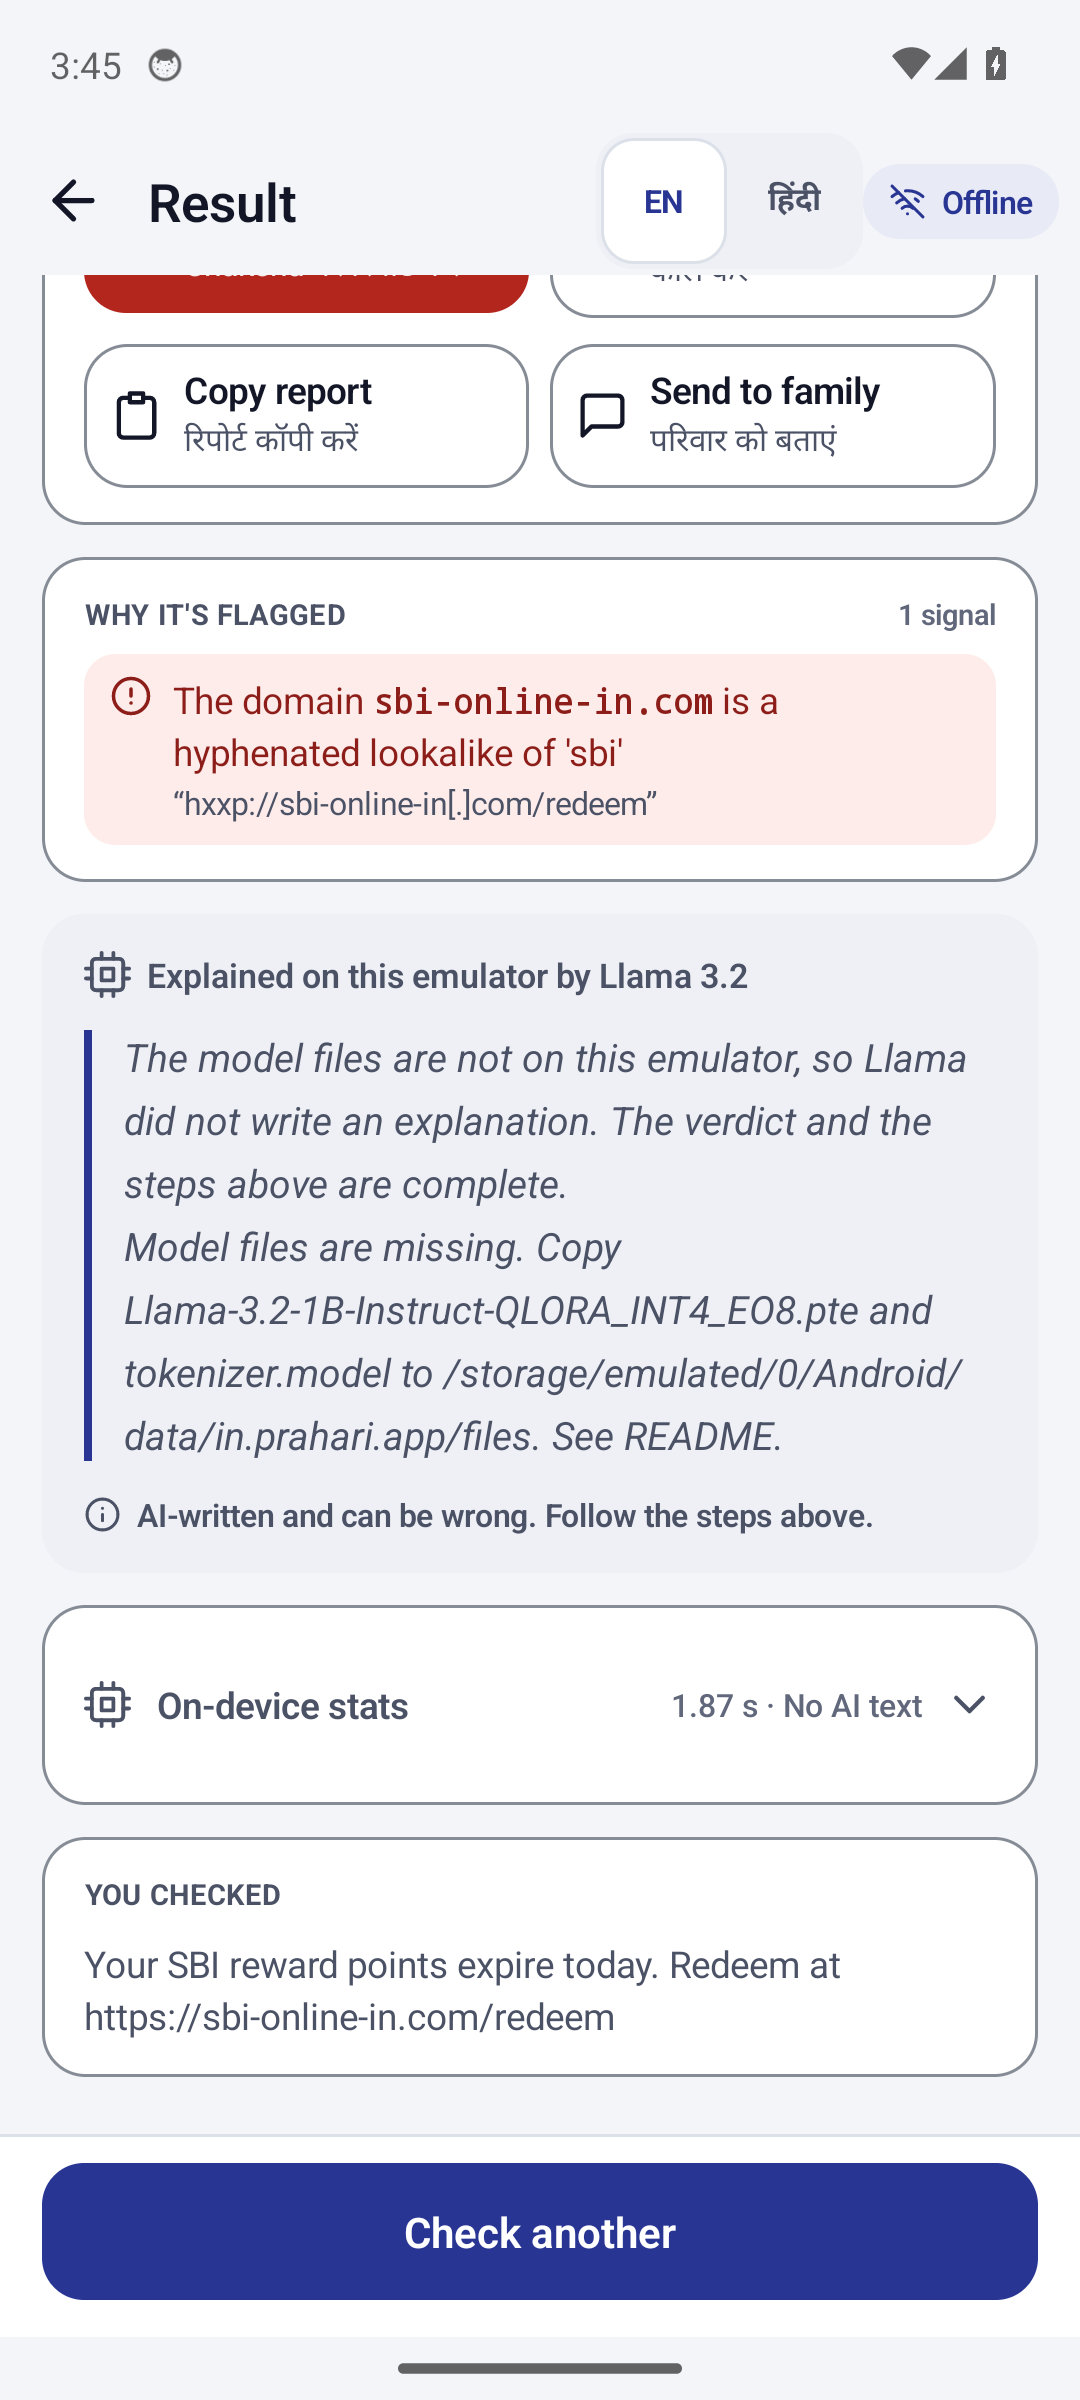 3:45
Result
EN
हिंदी
Offline
Copy report
रिपोर्ट कॉपी करें
Send to family
परिवार को बताएं
WHY IT'S FLAGGED
1 signal
The domain sbi-online-in.com is a
hyphenated lookalike of 'sbi'
“hxxp://sbi-online-in[.]com/redeem”
Explained on this emulator by Llama 3.2
The model files are not on this emulator, so Llama
did not write an explanation. The verdict and the
steps above are complete.
Model files are missing. Copy
Llama-3.2-1B-Instruct-QLORA_INT4_EO8.pte and
tokenizer.model to /storage/emulated/0/Android/
data/in.prahari.app/files. See README.
AI-written and can be wrong. Follow the steps above.
On-device stats
1.87 s · No AI text
YOU CHECKED
Your SBI reward points expire today. Redeem at
https://sbi-online-in.com/redeem
Check another